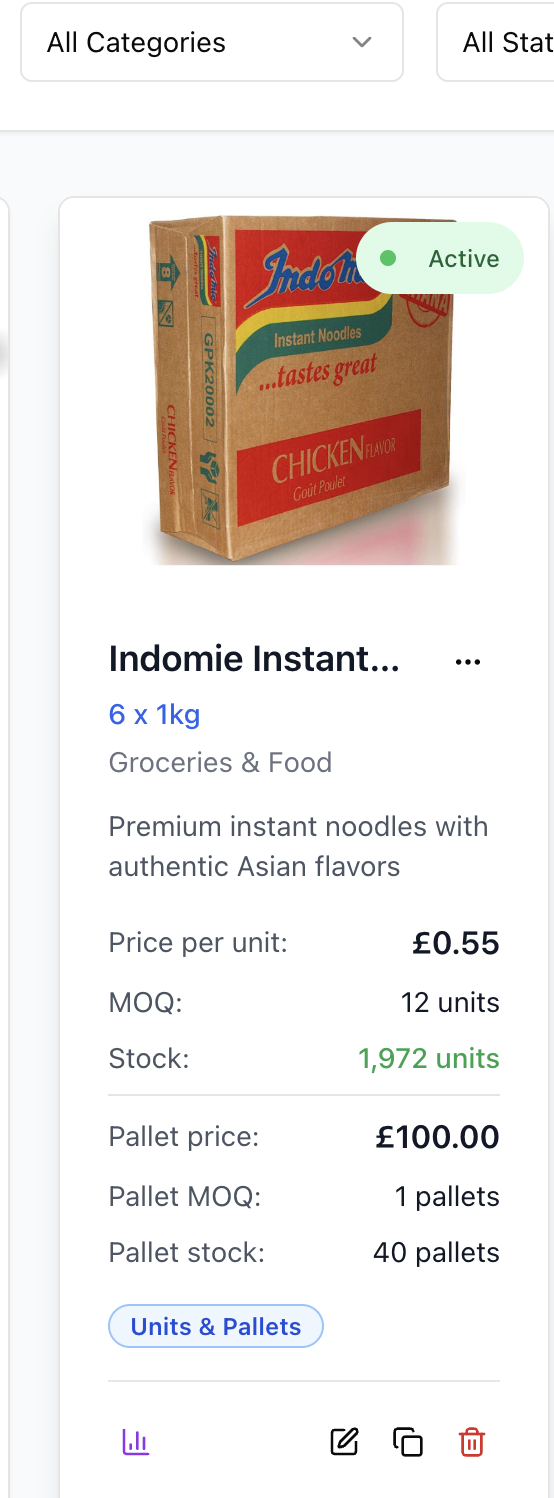 All Categories
All Stat
Active
Indomie
Instant Noodles
...tastes great
CHICKEN FLAVOR
Goût Poulet
GPK20002
CHICKEN FLAVOR
Indomie Instant...
6 x 1kg
Groceries & Food
Premium instant noodles with
authentic Asian flavors
Price per unit:
£0.55
MOQ:
12 units
Stock:
1,972 units
Pallet price:
£100.00
Pallet MOQ:
1 pallets
Pallet stock:
40 pallets
Units & Pallets